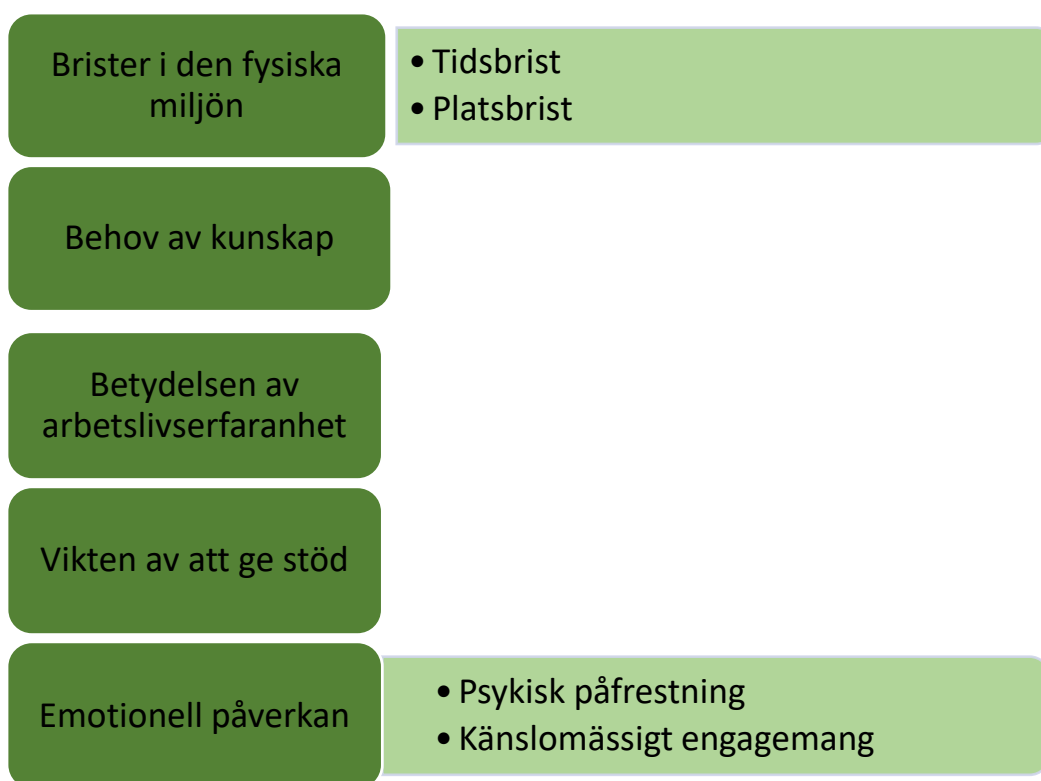 Brister i den fysiska
miljön
• Tidsbrist
• Platsbrist
Behov av kunskap
Betydelsen av
arbetslivserfaranhet
Vikten av att ge stöd
Emotionell påverkan
• Psykisk påfrestning
• Känslomässigt engagemang